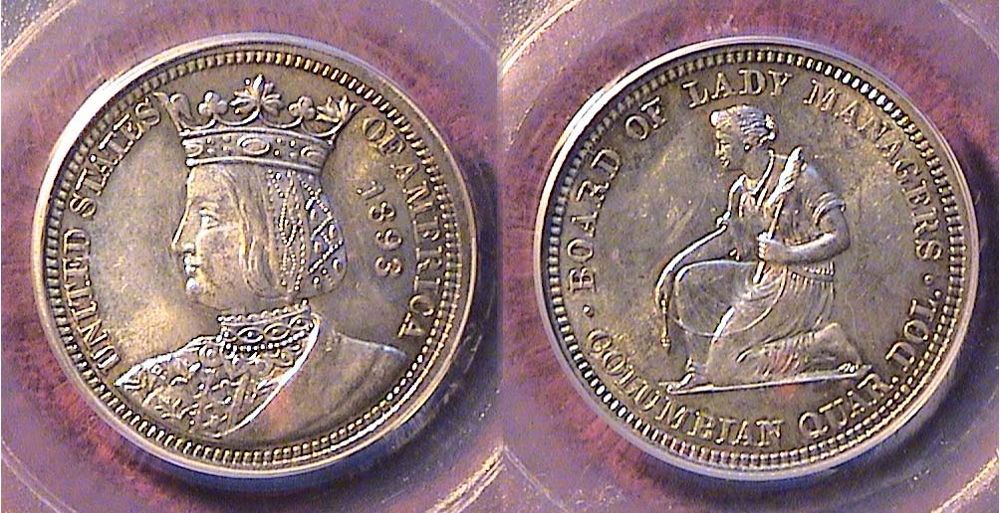 UNITED STATES OF AMERICA
1893
BOARD OF LADY MANAGERS
COLUMBIAN QUAR. DOL.